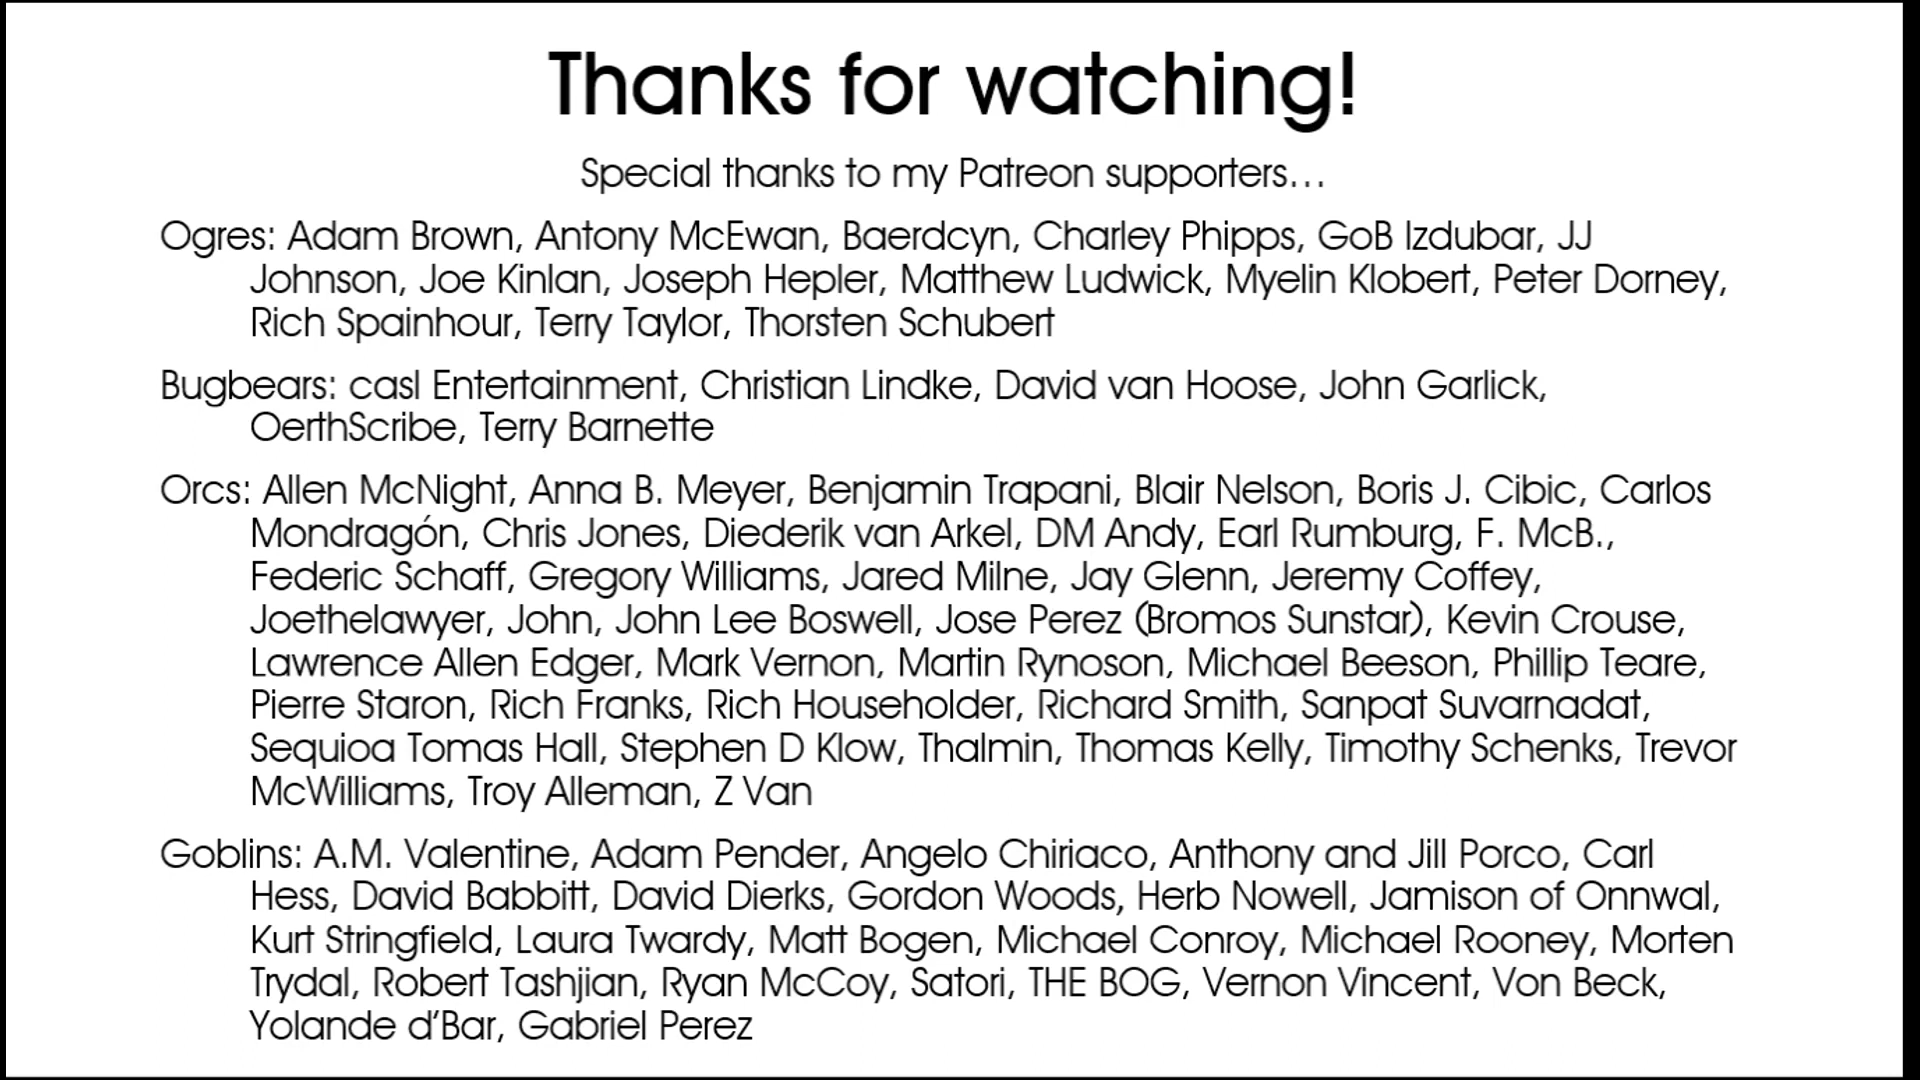 Thanks for watching!
Special thanks to my Patreon supporters...
Ogres: Adam Brown, Antony McEwan, Baerdcyn, Charley Phipps, GoB Izdubar, JJ
Johnson, Joe Kinlan, Joseph Hepler, Matthew Ludwick, Myelin Klobert, Peter Dorney,
Rich Spainhour, Terry Taylor, Thorsten Schubert
Bugbears: casl Entertainment, Christian Lindke, David van Hoose, John Garlick,
OerthScribe, Terry Barnette
Orcs: Allen McNight, Anna B. Meyer, Benjamin Trapani, Blair Nelson, Boris J. Cibic, Carlos
Mondragón, Chris Jones, Diederik van Arkel, DM Andy, Earl Rumburg, F. McB.,
Federic Schaff, Gregory Williams, Jared Milne, Jay Glenn, Jeremy Coffey,
Joethelawyer, John, John Lee Boswell, Jose Perez (Bromos Sunstar), Kevin Crouse,
Lawrence Allen Edger, Mark Vernon, Martin Rynoson, Michael Beeson, Phillip Teare,
Pierre Staron, Rich Franks, Rich Householder, Richard Smith, Sanpat Suvarnadat,
Sequioa Tomas Hall, Stephen D Klow, Thalmin, Thomas Kelly, Timothy Schenks, Trevor
McWilliams, Troy Alleman, Z Van
Goblins: A.M. Valentine, Adam Pender, Angelo Chiriaco, Anthony and Jill Porco, Carl
Hess, David Babbitt, David Dierks, Gordon Woods, Herb Nowell, Jamison of Onnwal,
Kurt Stringfield, Laura Twardy, Matt Bogen, Michael Conroy, Michael Rooney, Morten
Trydal, Robert Tashjian, Ryan McCoy, Satori, THE BOG, Vernon Vincent, Von Beck,
Yolande d'Bar, Gabriel Perez